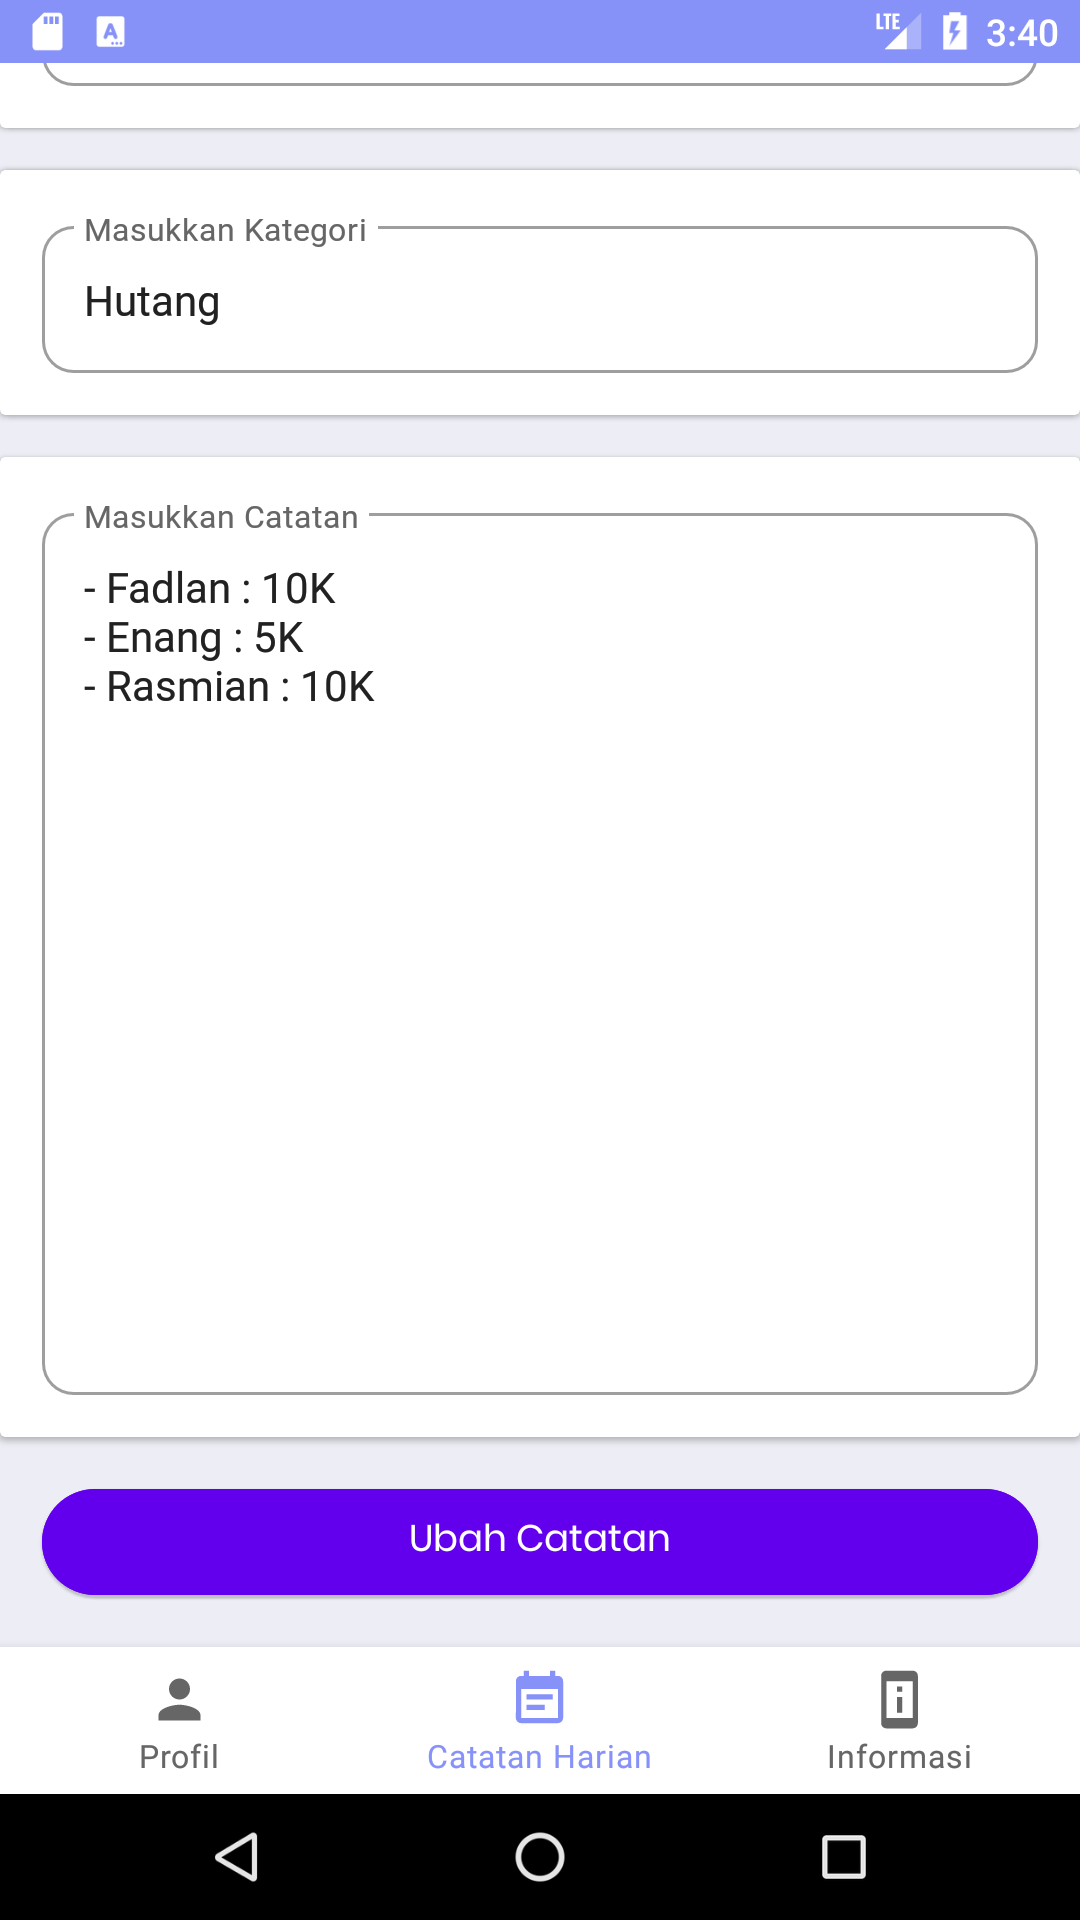 LTE 3:40
Masukkan Kategori
Hutang
Masukkan Catatan
- Fadlan : 10K
- Enang : 5K
- Rasmian : 10K
Ubah Catatan
Profil
Catatan Harian
Informasi